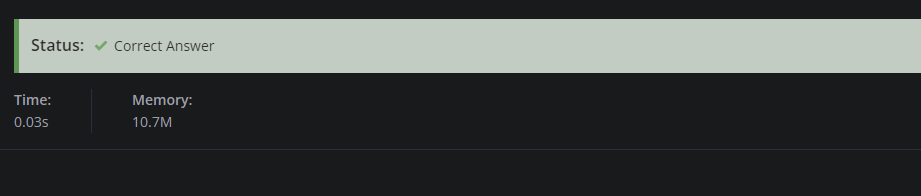 Status: Correct Answer
Time: Memory:
0.03s 10.7M